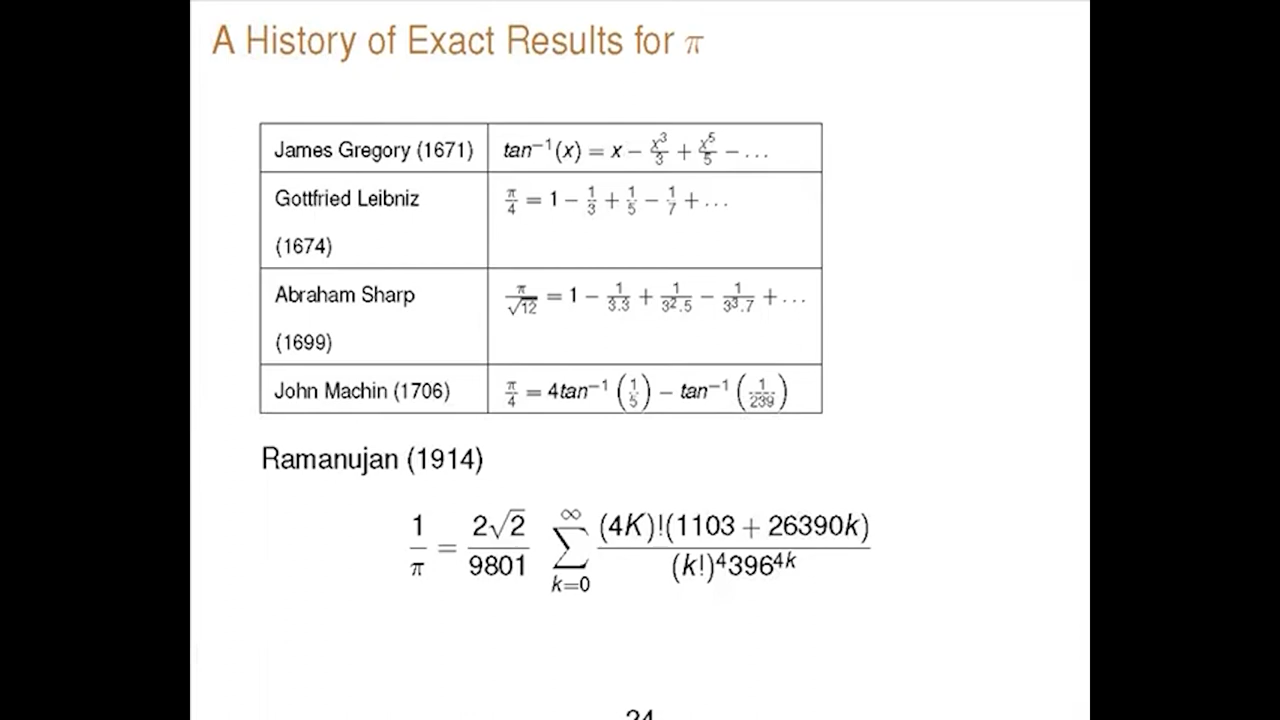 A History of Exact Results for π
James Gregory (1671) tan⁻¹(x) = x − x³/3 + x⁵/5 − …
Gottfried Leibniz π/4 = 1 − 1/3 + 1/5 − 1/7 + …
(1674)
Abraham Sharp π/√12 = 1 − 1/3.3 + 1/3².5 − 1/3³.7 + …
(1699)
John Machin (1706) π/4 = 4tan⁻¹(1/5) − tan⁻¹(1/239)
Ramanujan (1914)
1/π = 2√2/9801 ∑_{k=0}^{∞} (4K)!(1103 + 26390k)/(k!)⁴396⁴ᵏ
24